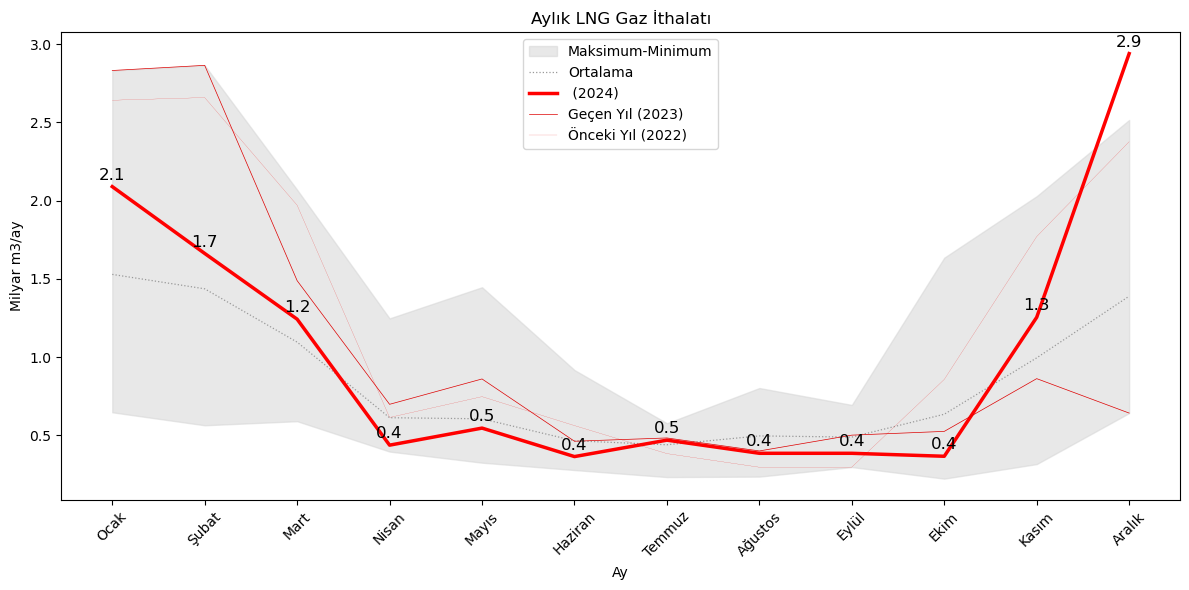 Aylık LNG Gaz İthalatı
Maksimum-Minimum
Ortalama
(2024)
Geçen Yıl (2023)
Önceki Yıl (2022)
Milyar m3/ay
3.0
2.5
2.0
1.5
1.0
0.5
2.1
1.7
1.2
0.4
0.5
0.4
0.5
0.4
0.4
0.4
1.3
2.9
Ocak
Şubat
Mart
Nisan
Mayıs
Haziran
Temmuz
Ağustos
Eylül
Ekim
Kasım
Aralık
Ay